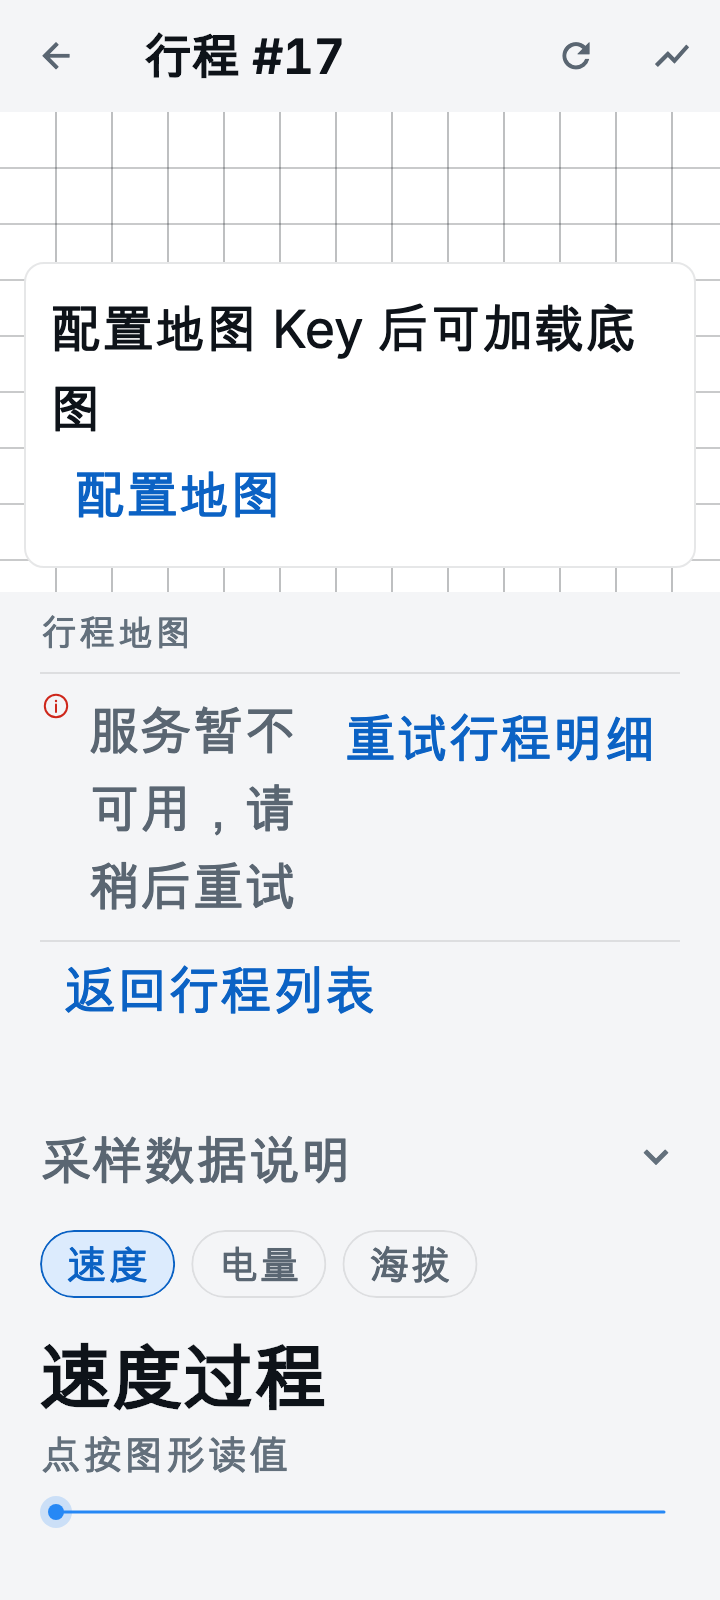 行程 #17
配置地图 Key 后可加载底
图
配置地图
行程地图
服务暂不
可用，请
稍后重试
重试行程明细
返回行程列表
采样数据说明
速度
电量
海拔
速度过程
点按图形读值